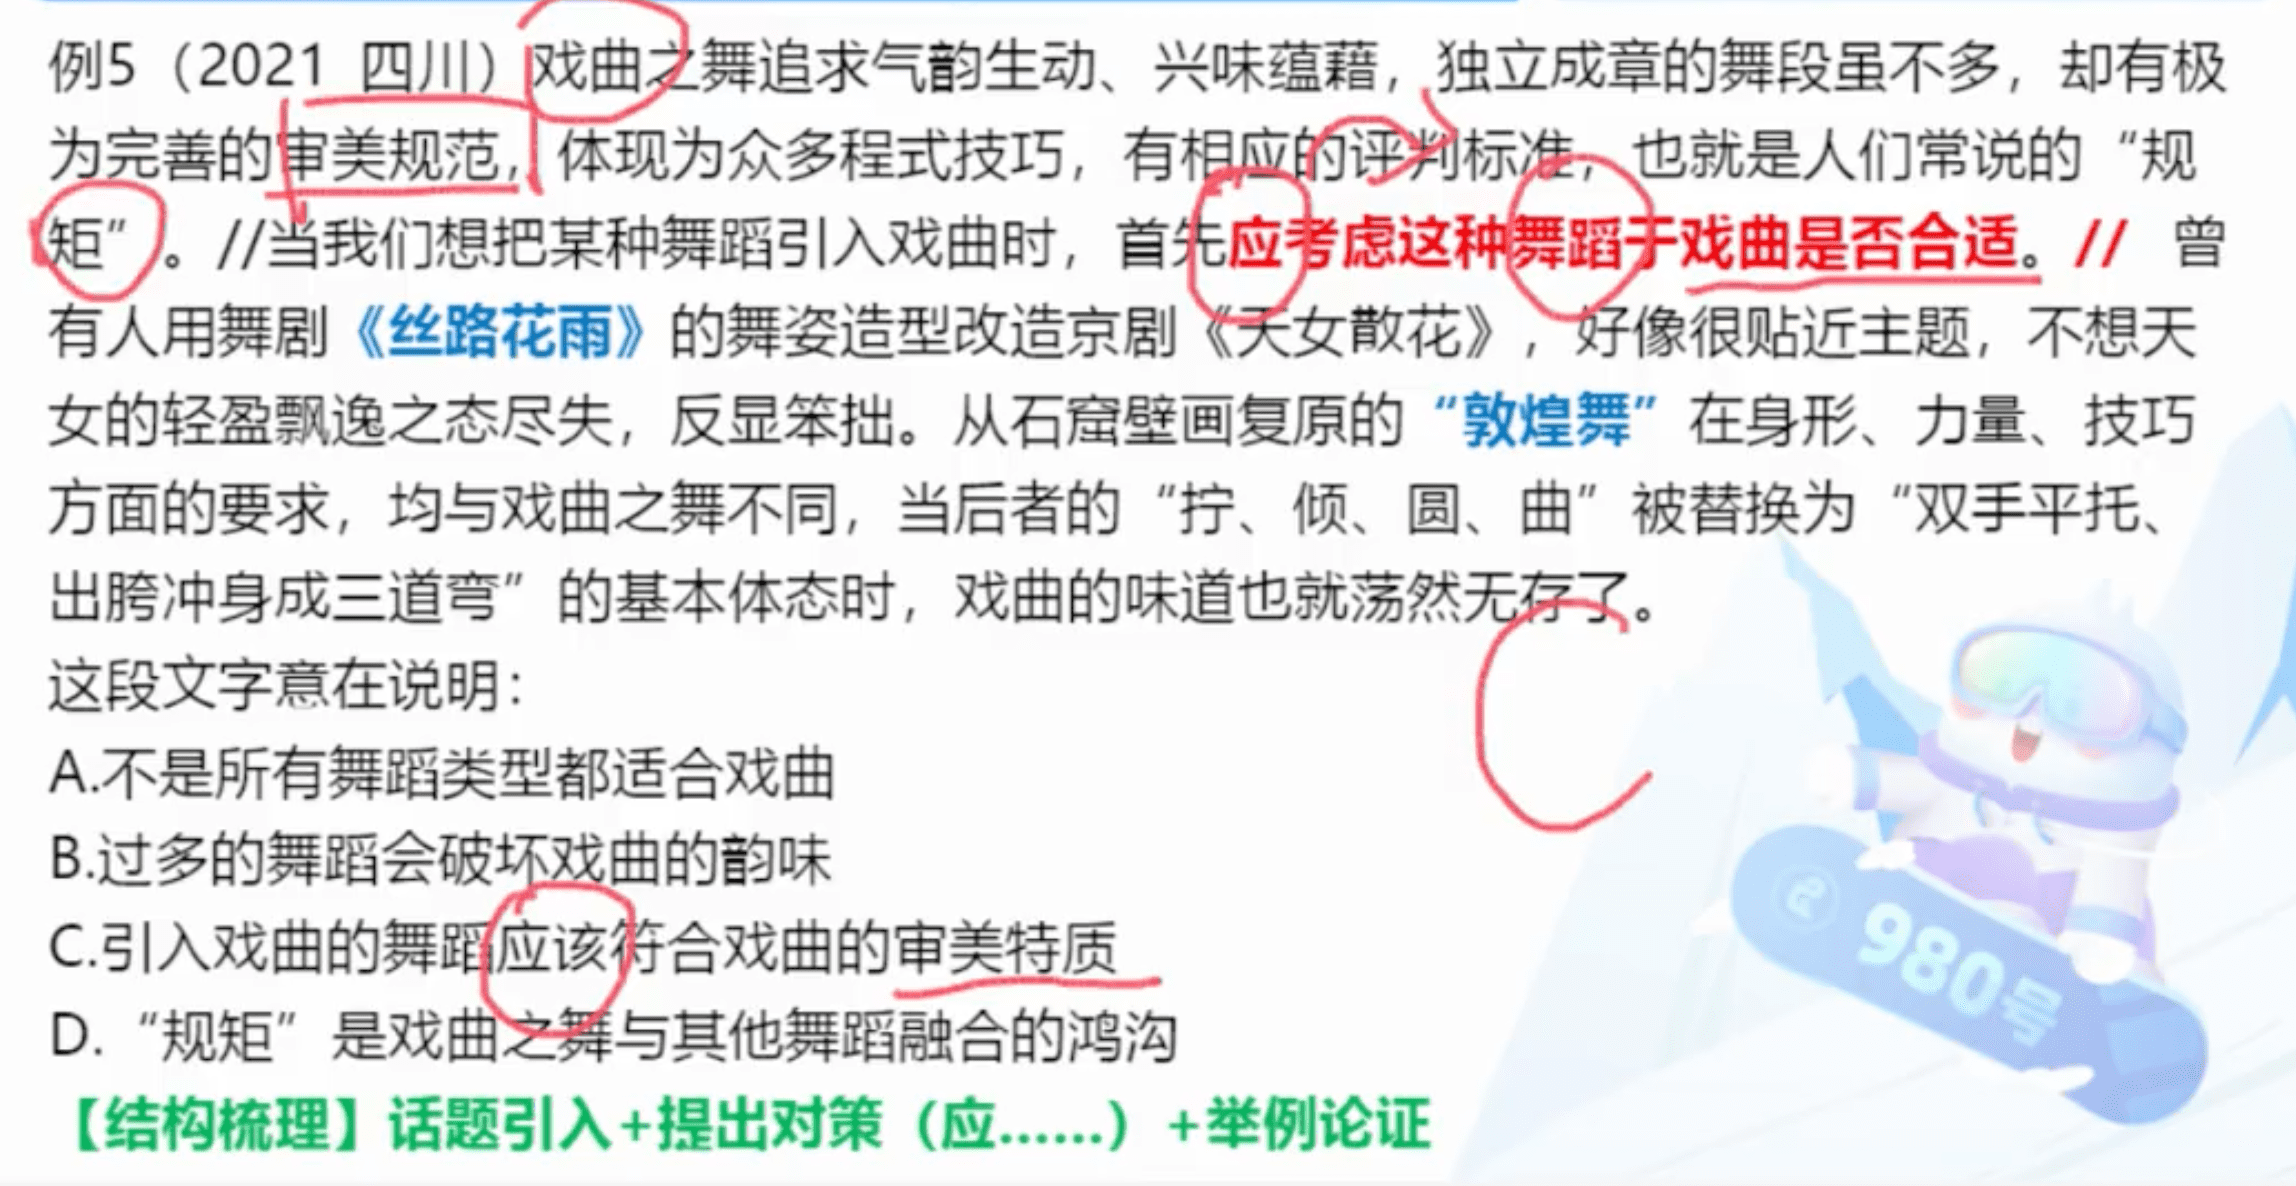 例5（2021 四川）戏曲之舞追求气韵生动、兴味蕴藉，独立成章的舞段虽不多，却有极
为完善的审美规范，体现为众多程式技巧，有相应的评判标准，也就是人们常说的“规
矩”。//当我们想把某种舞蹈引入戏曲时，首先应考虑这种舞蹈于戏曲是否合适。// 曾
有人用舞剧《丝路花雨》的舞姿造型改造京剧《天女散花》，好像很贴近主题，不想天
女的轻盈飘逸之态尽失，反显笨拙。从石窟壁画复原的“敦煌舞”在身形、力量、技巧
方面的要求，均与戏曲之舞不同，当后者的“拧、倾、圆、曲”被替换为“双手平托、
出胯冲身成三道弯”的基本体态时，戏曲的味道也就荡然无存了。
这段文字意在说明：
A.不是所有舞蹈类型都适合戏曲
B.过多的舞蹈会破坏戏曲的韵味
C.引入戏曲的舞蹈应该符合戏曲的审美特质
D.“规矩”是戏曲之舞与其他舞蹈融合的鸿沟
【结构梳理】话题引入+提出对策（应……）+举例论证
980号